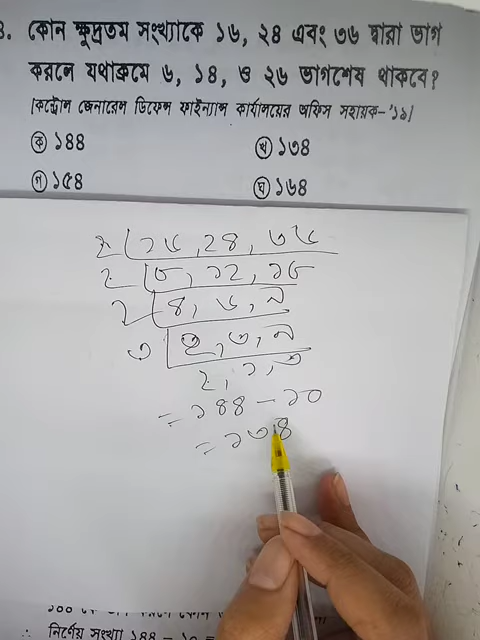 ৪. কোন ক্ষুদ্রতম সংখ্যাকে ১৬, ২৪ এবং ৩৬ দ্বারা ভাগ
করলে যথাক্রমে ৬, ১৪, ও ২৬ ভাগশেষ থাকবে?
[কন্ট্রোল জেনারেল ডিফেন্স ফাইন্যান্স কার্যালয়ের অফিস সহায়ক-'১৯]
ক ১৪৪ খ ১৩৪
গ ১৫৪ ঘ ১৬৪
২ ১৬, ২৪, ৩৬
২ ৮, ১২, ১৮
২ ৪, ৬, ৯
৩ ২, ৩, ৯
২, ১, ৩
= ১৪৪ - ১০
= ১৩৪
∴ নির্ণেয় সংখ্যা ১৪৪ - ১০ =